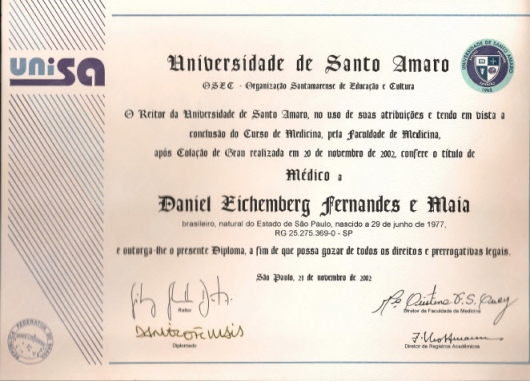 unisa
Universidade de Santo Amaro
OSEC - Organização Santamarense de Educação e Cultura
UNIVERSIDADE DE SANTO AMARO
1968
O Reitor da Universidade de Santo Amaro, no uso de suas atribuições e tendo em vista a
conclusão do Curso de Medicina, pela Faculdade de Medicina,
após Colação de Grau realizada em 20 de novembro de 2002, confere o título de
Médico a
Daniel Eichemberg Fernandes e Maia
brasileiro, natural do Estado de São Paulo, nascido a 29 de junho de 1977,
RG 25.275.369-0 - SP
e outorga-lhe o presente Diploma, a fim de que possa gozar de todos os direitos e prerrogativas legais.
São Paulo, 21 de novembro de 2002
Reitor
Diretor da Faculdade de Medicina
Diplomado
Diretor de Registros Acadêmicos